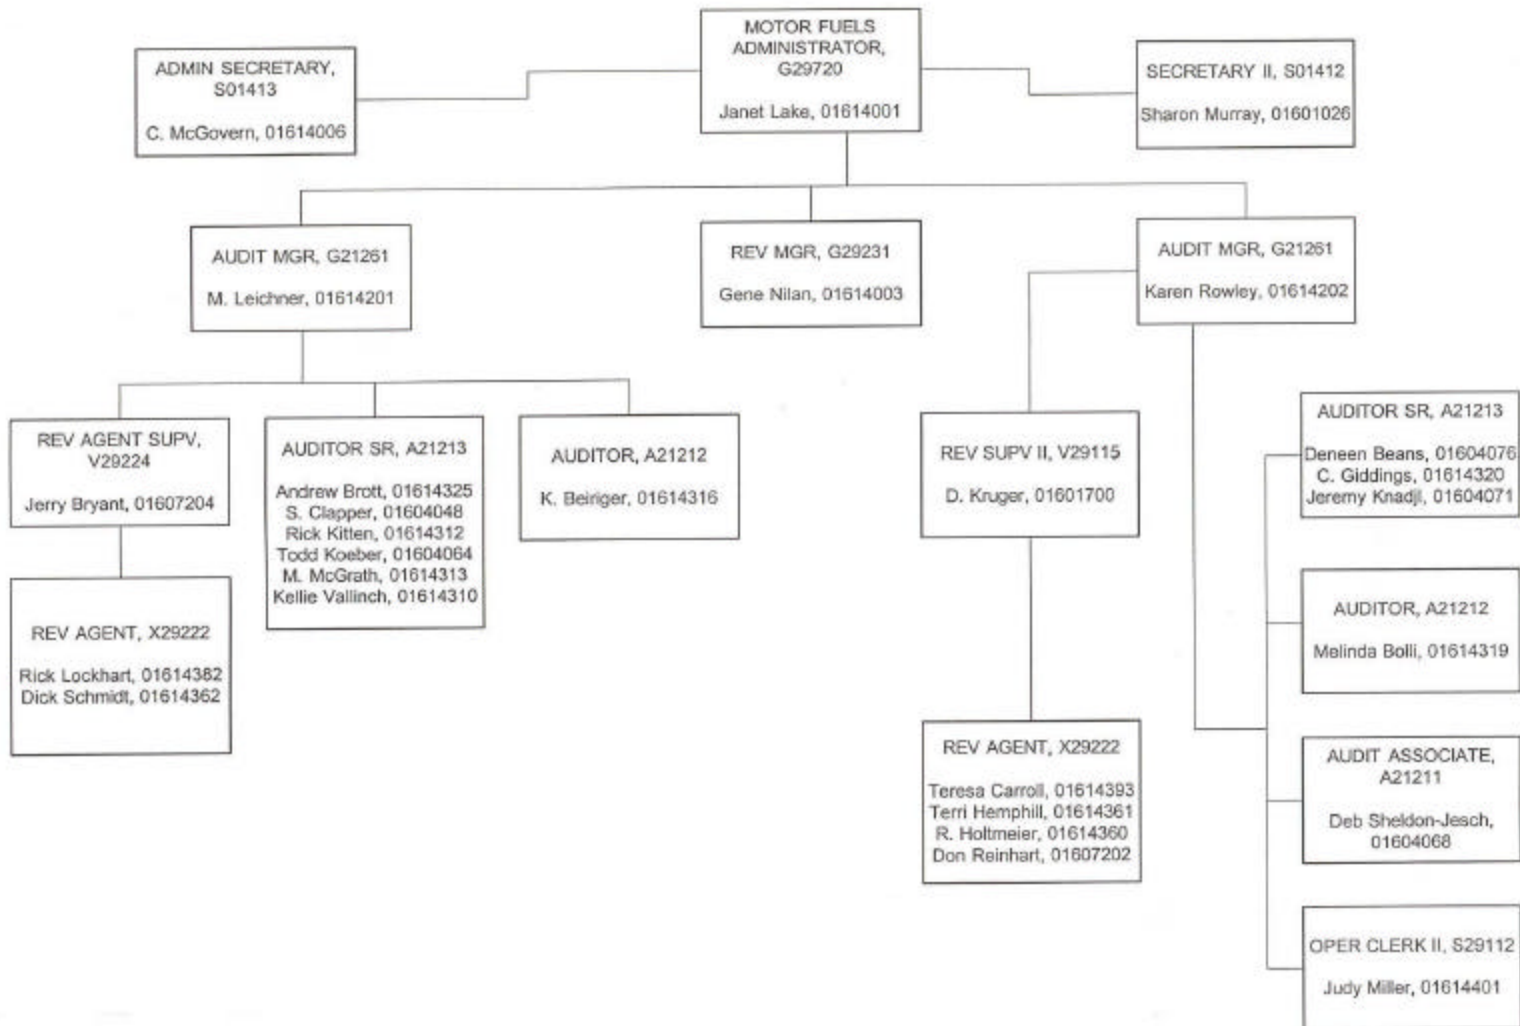 MOTOR FUELS
ADMINISTRATOR,
G29720
Janet Lake, 01614001
ADMIN SECRETARY,
S01413
C. McGovern, 01614006
SECRETARY II, S01412
Sharon Murray, 01601026
AUDIT MGR, G21261
M. Leichner, 01614201
REV MGR, G29231
Gene Nilan, 01614003
AUDIT MGR, G21261
Karen Rowley, 01614202
REV AGENT SUPV,
V29224
Jerry Bryant, 01607204
AUDITOR SR, A21213
Andrew Brott, 01614325
S. Clapper, 01604048
Rick Kitten, 01614312
Todd Koeber, 01604064
M. McGrath, 01614313
Kellie Vallinch, 01614310
AUDITOR, A21212
K. Beiriger, 01614316
REV SUPV II, V29115
D. Kruger, 01601700
AUDITOR SR, A21213
Deneen Beans, 01604076
C. Giddings, 01614320
Jeremy Knadjl, 01604071
REV AGENT, X29222
Rick Lockhart, 01614382
Dick Schmidt, 01614362
AUDITOR, A21212
Melinda Bolli, 01614319
REV AGENT, X29222
Teresa Carroll, 01614393
Terri Hemphill, 01614361
R. Holtmeier, 01614360
Don Reinhart, 01607202
AUDIT ASSOCIATE,
A21211
Deb Sheldon-Jesch,
01604068
OPER CLERK II, S29112
Judy Miller, 01614401